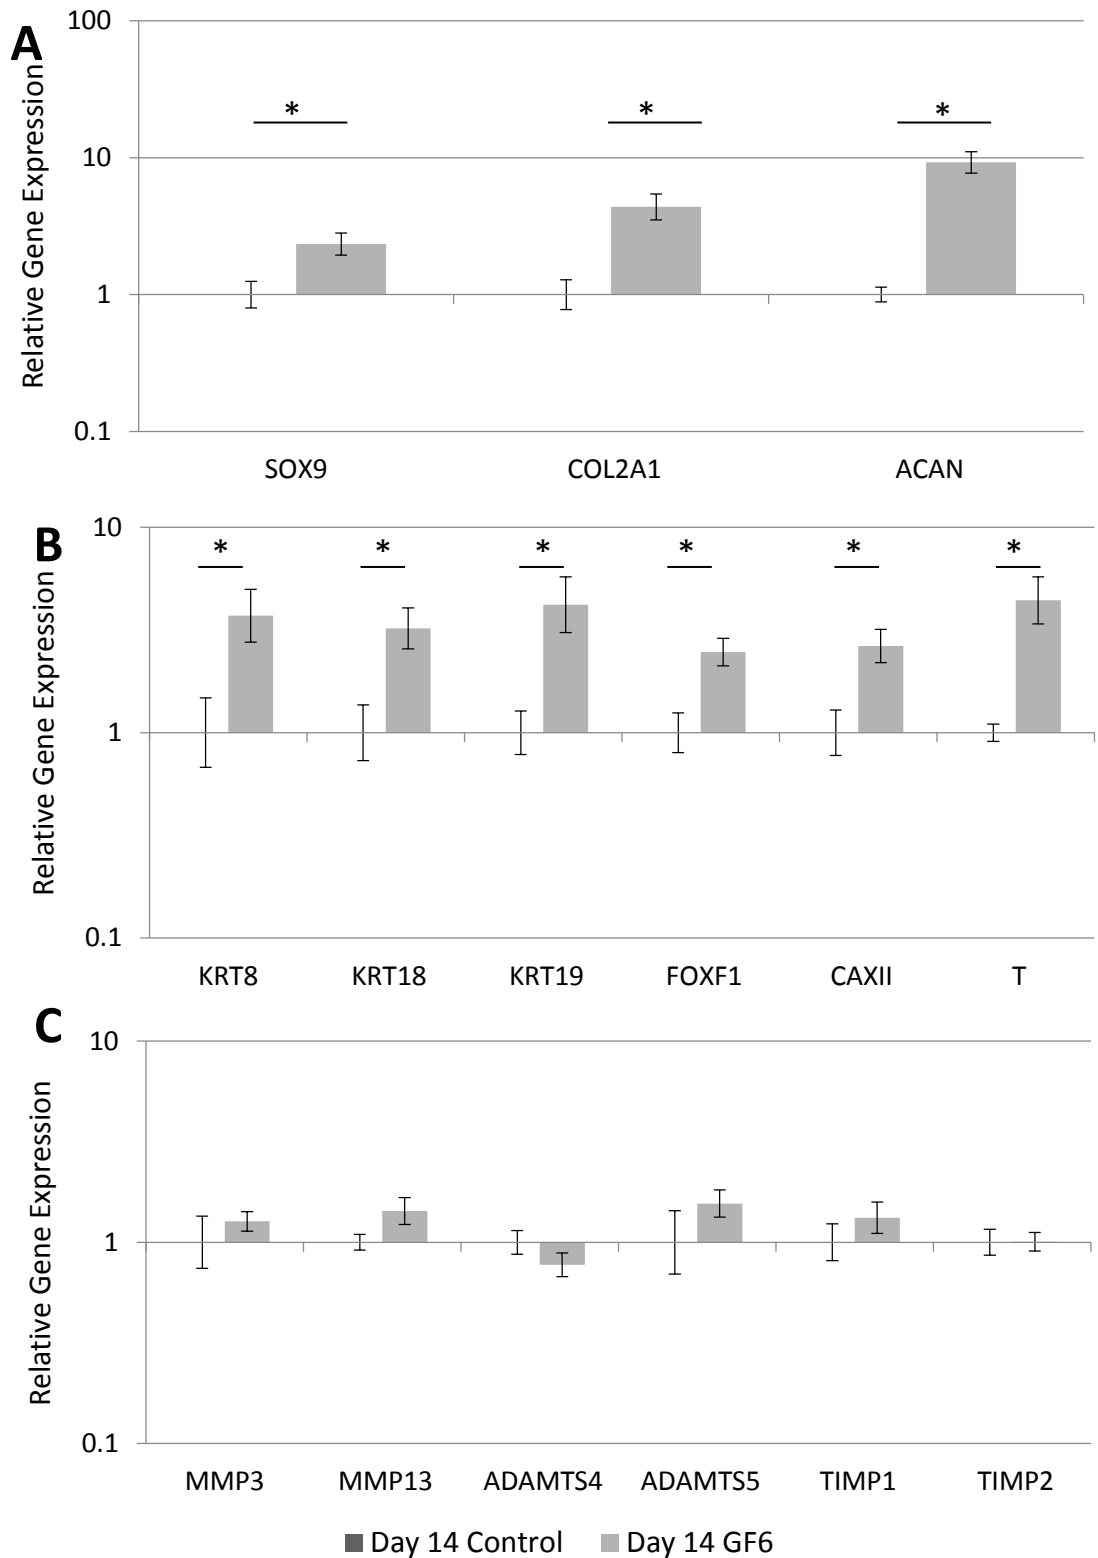 A
Relative Gene Expression
100
10
1
0.1
* * *
SOX9 COL2A1 ACAN
B
Relative Gene Expression
10
1
0.1
* * * * * *
KRT8 KRT18 KRT19 FOXF1 CAXII T
C
Relative Gene Expression
10
1
0.1
MMP3 MMP13 ADAMTS4 ADAMTS5 TIMP1 TIMP2
Day 14 Control Day 14 GF6